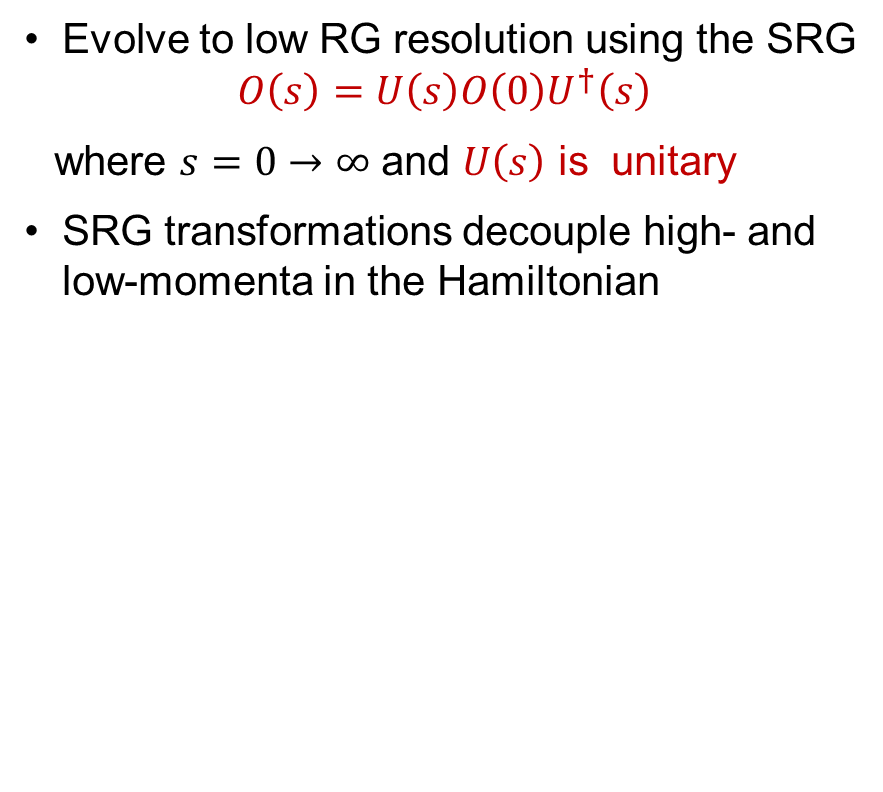 • Evolve to low RG resolution using the SRG
𝑂(𝑠) = 𝑈(𝑠)𝑂(0)𝑈†(𝑠)
where 𝑠 = 0 → ∞ and 𝑈(𝑠) is unitary
• SRG transformations decouple high- and
low-momenta in the Hamiltonian